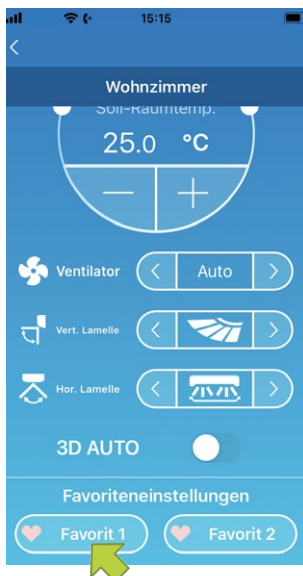 15:15
Wohnzimmer
Soll-Raumtemp.
25.0 °C
Ventilator Auto
Vert. Lamelle
Hor. Lamelle
3D AUTO
Favoriteneinstellungen
Favorit 1 Favorit 2